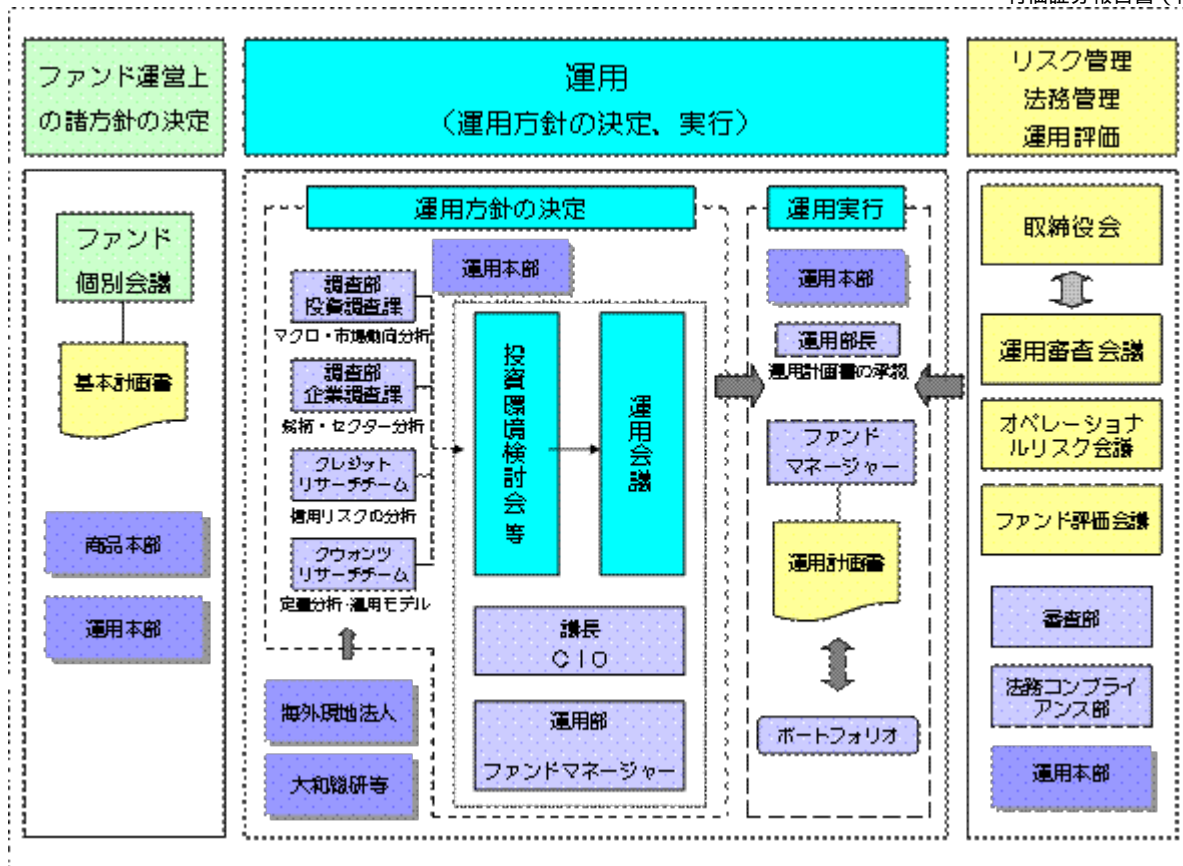 ファンド運営上
の諸方針の決定
運用
（運用方針の決定、実行）
リスク管理
法務管理
運用評価
ファンド
個別会議
基本計画書
商品本部
運用本部
運用方針の決定
運用本部
調査部
投資調査課
マクロ・市場動向分析
調査部
企業調査課
銘柄・セクター分析
クレジット
リサーチチーム
信用リスクの分析
クウォンツ
リサーチチーム
定量分析・運用モデル
海外現地法人
大和総研等
投資環境検討会 等
運用会議
議長
ＣＩＯ
運用部
ファンドマネージャー
運用実行
運用本部
運用部長
運用計画書の承認
ファンド
マネージャー
運用計画書
ポートフォリオ
取締役会
運用審査会議
オペレーショナ
ルリスク会議
ファンド評価会議
審査部
法務コンプライ
アンス部
運用本部